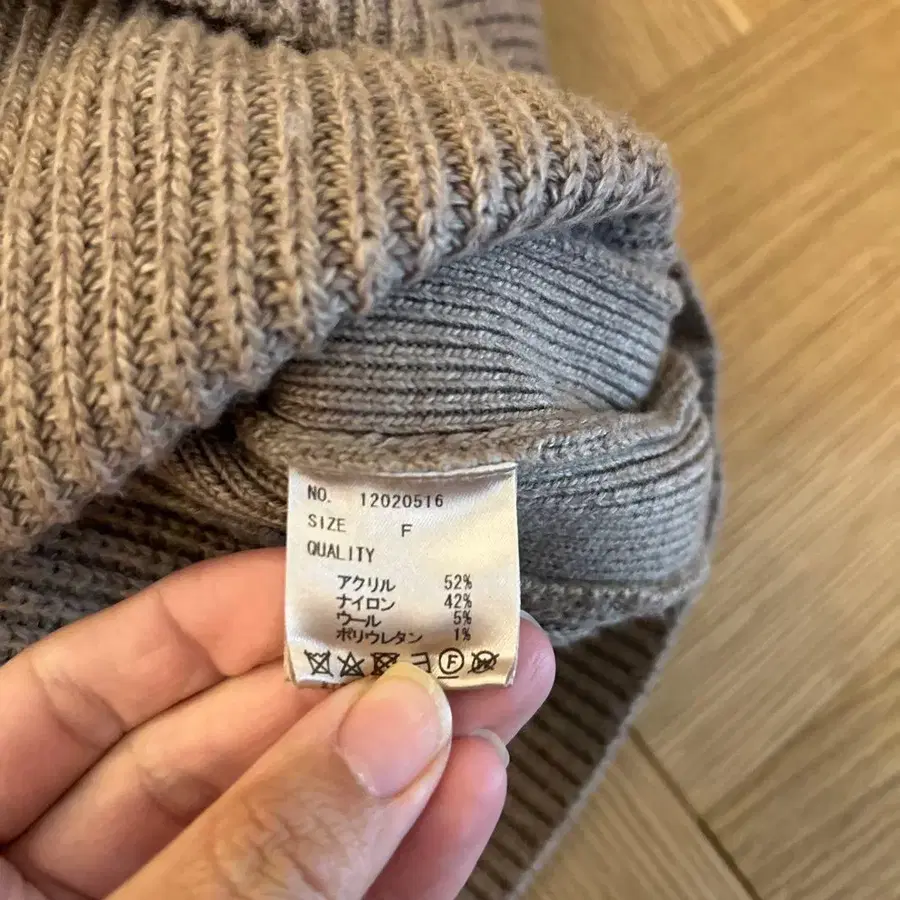 NO. 12020516
SIZE F
QUALITY
アクリル 52%
ナイロン 42%
ウール 5%
ポリウレタン 1%
F W